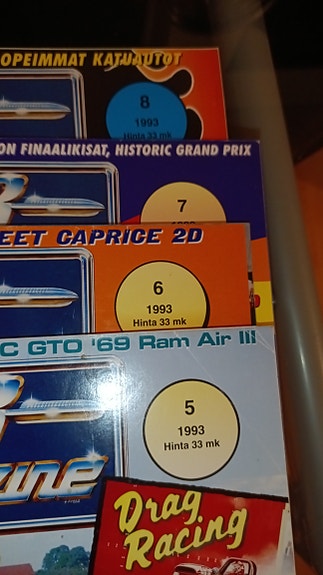 OPEIMMAT KATUAUTOT
8
1993
Hinta 33 mk
ON FINAALIKISAT, HISTORIC GRAND PRIX
7
EET CAPRICE 2D
6
1993
Hinta 33 mk
C GTO '69 Ram Air III
5
1993
Hinta 33 mk
zine
Drag
Racing